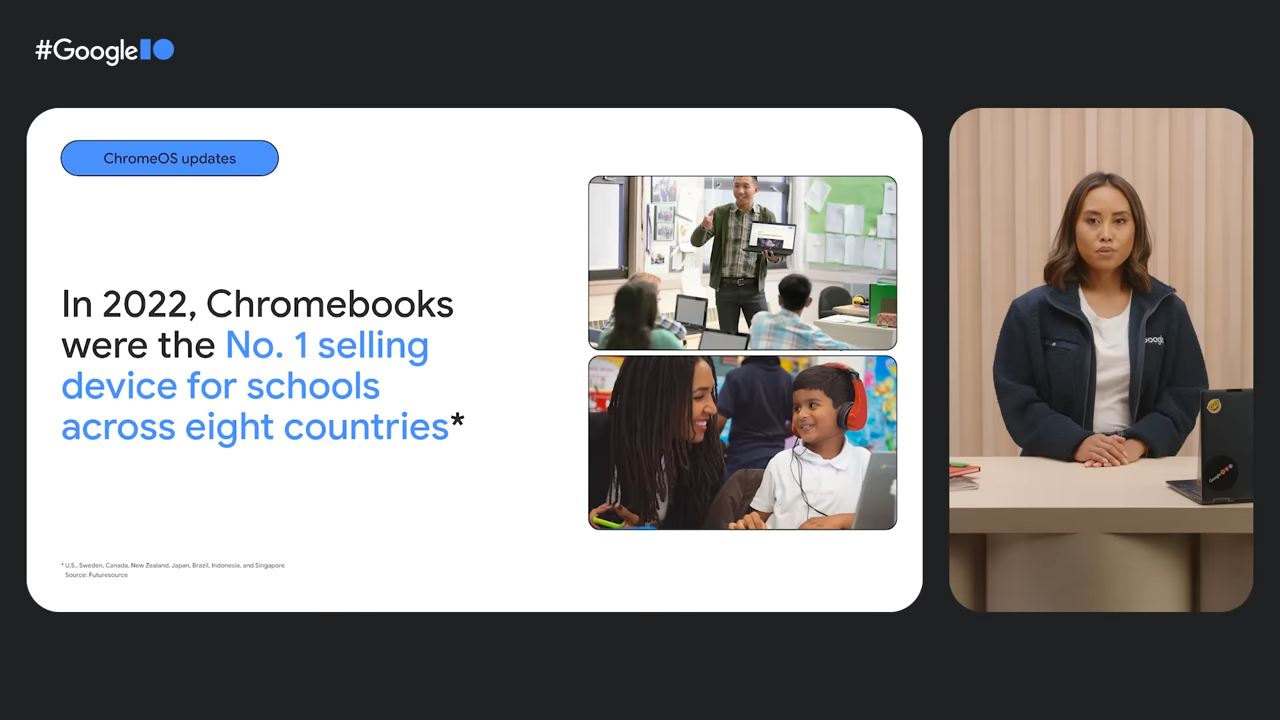 #GoogleIO
ChromeOS updates
In 2022, Chromebooks
were the No. 1 selling
device for schools
across eight countries*
* U.S., Sweden, Canada, New Zealand, Japan, Brazil, Indonesia, and Singapore
Source: Futuresource
Google